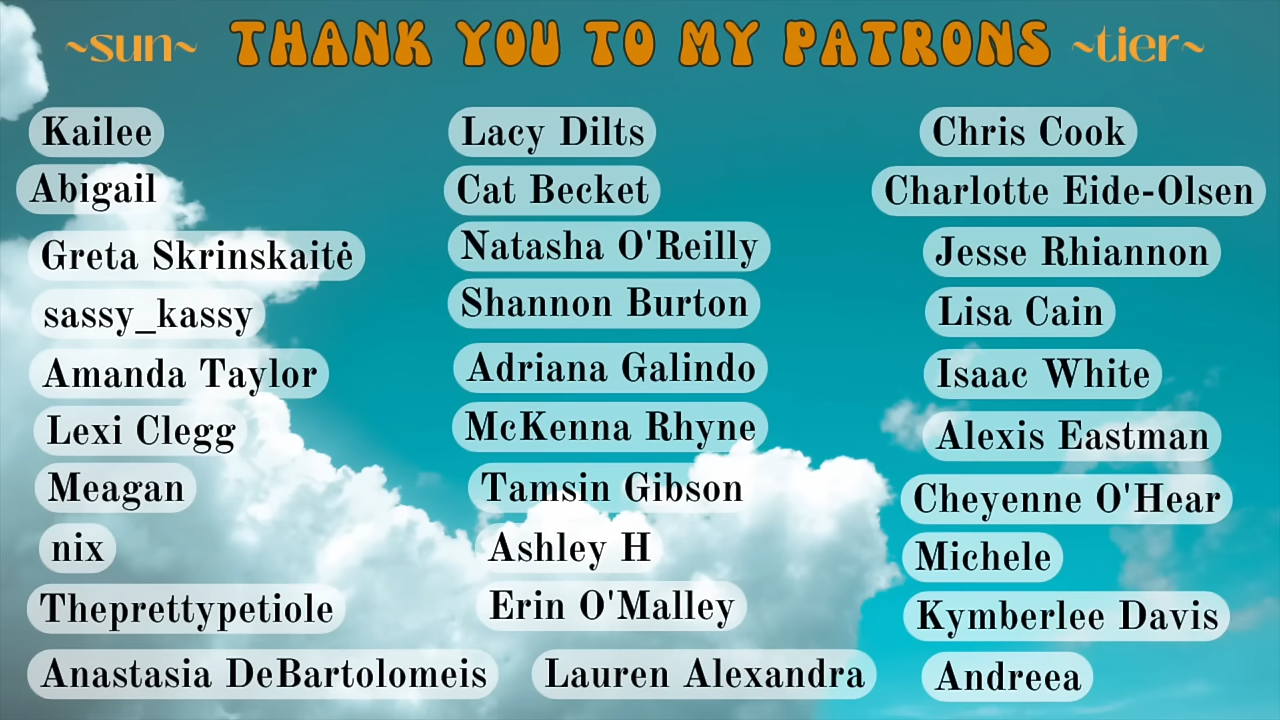 ~sun~ THANK YOU TO MY PATRONS ~tier~
Kailee
Abigail
Greta Skrinskaitė
sassy_kassy
Amanda Taylor
Lexi Clegg
Meagan
nix
Theprettypetiole
Anastasia DeBartolomeis
Lacy Dilts
Cat Becket
Natasha O'Reilly
Shannon Burton
Adriana Galindo
McKenna Rhyne
Tamsin Gibson
Ashley H
Erin O'Malley
Lauren Alexandra
Chris Cook
Charlotte Eide-Olsen
Jesse Rhiannon
Lisa Cain
Isaac White
Alexis Eastman
Cheyenne O'Hear
Michele
Kymberlee Davis
Andreea